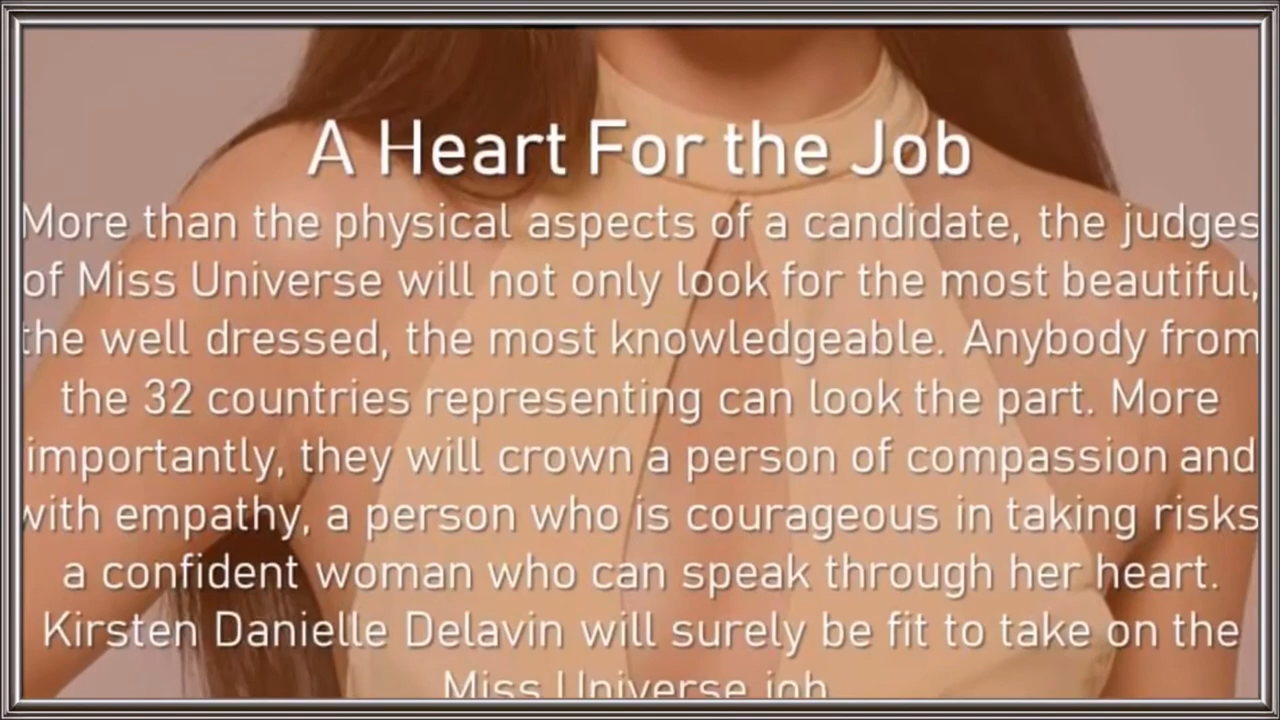 A Heart For the Job
More than the physical aspects of a candidate, the judges
of Miss Universe will not only look for the most beautiful,
the well dressed, the most knowledgeable. Anybody from
the 32 countries representing can look the part. More
importantly, they will crown a person of compassion and
with empathy, a person who is courageous in taking risks
a confident woman who can speak through her heart.
Kirsten Danielle Delavin will surely be fit to take on the
Miss Universe job